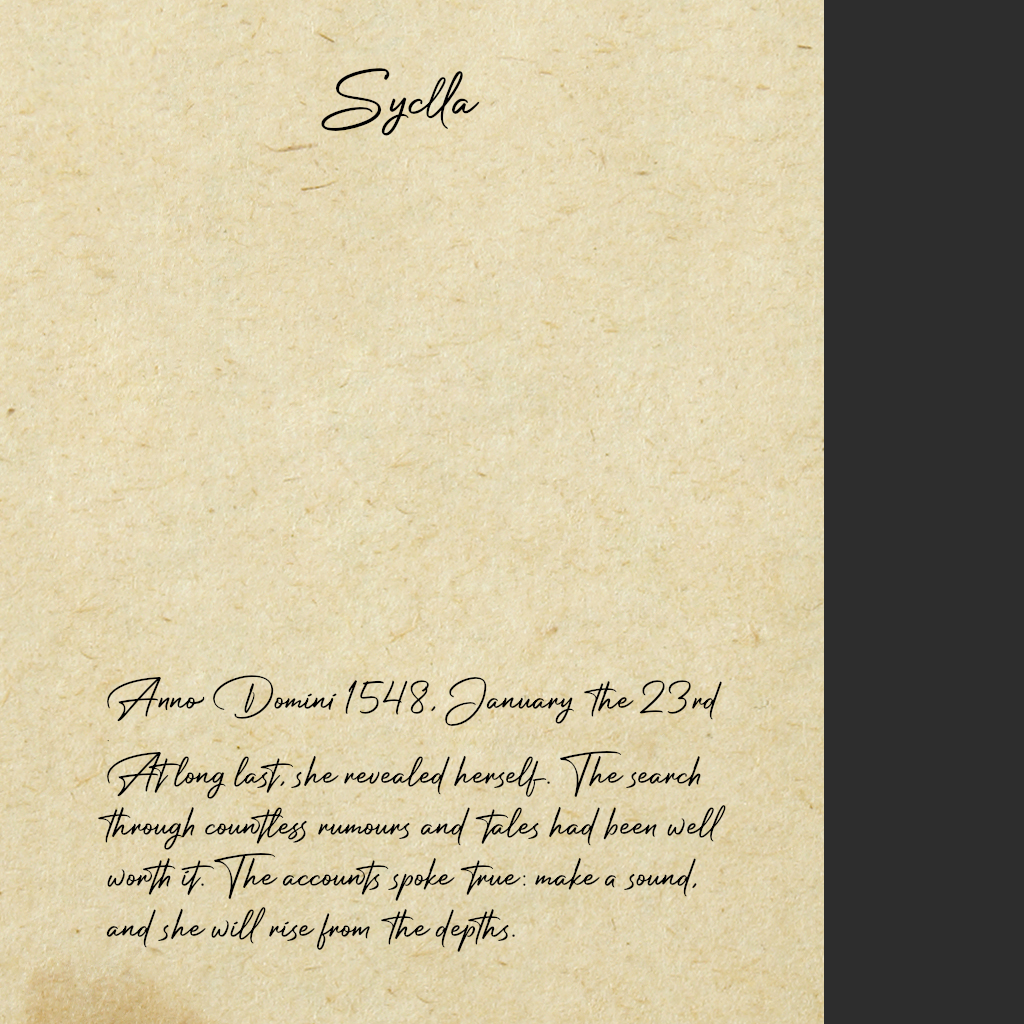 Syclla
Anno Domini 1548, January the 23rd
At long last, she revealed herself. The search
through countless rumours and tales had been well
worth it. The accounts spoke true: make a sound,
and she will rise from the depths.